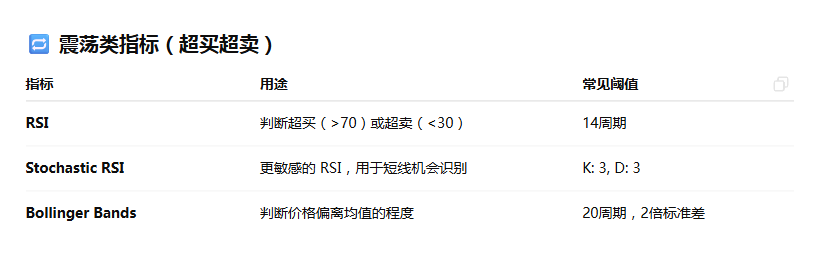 震荡类指标（超买超卖）
指标 用途 常见阈值
RSI 判断超买（>70）或超卖（<30） 14周期
Stochastic RSI 更敏感的 RSI，用于短线机会识别 K: 3, D: 3
Bollinger Bands 判断价格偏离均值的程度 20周期，2倍标准差